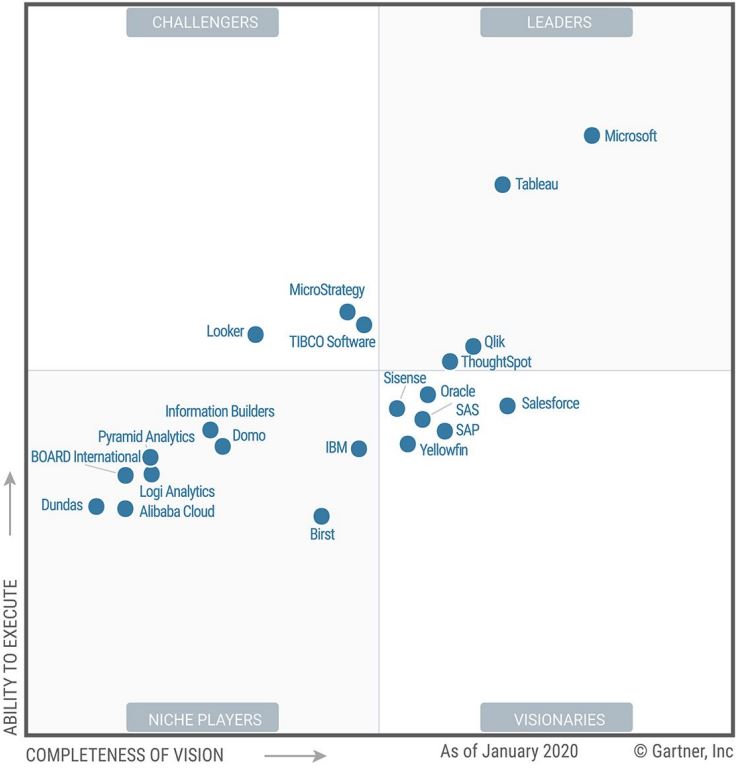 CHALLENGERS
LEADERS
Microsoft
Tableau
MicroStrategy
Looker
TIBCO Software
Qlik
ThoughtSpot
Sisense
Oracle
Salesforce
SAS
Information Builders
SAP
Pyramid Analytics
Domo
IBM
Yellowfin
BOARD International
Logi Analytics
Dundas
Alibaba Cloud
Birst
ABILITY TO EXECUTE
NICHE PLAYERS
VISIONARIES
COMPLETENESS OF VISION
As of January 2020
© Gartner, Inc